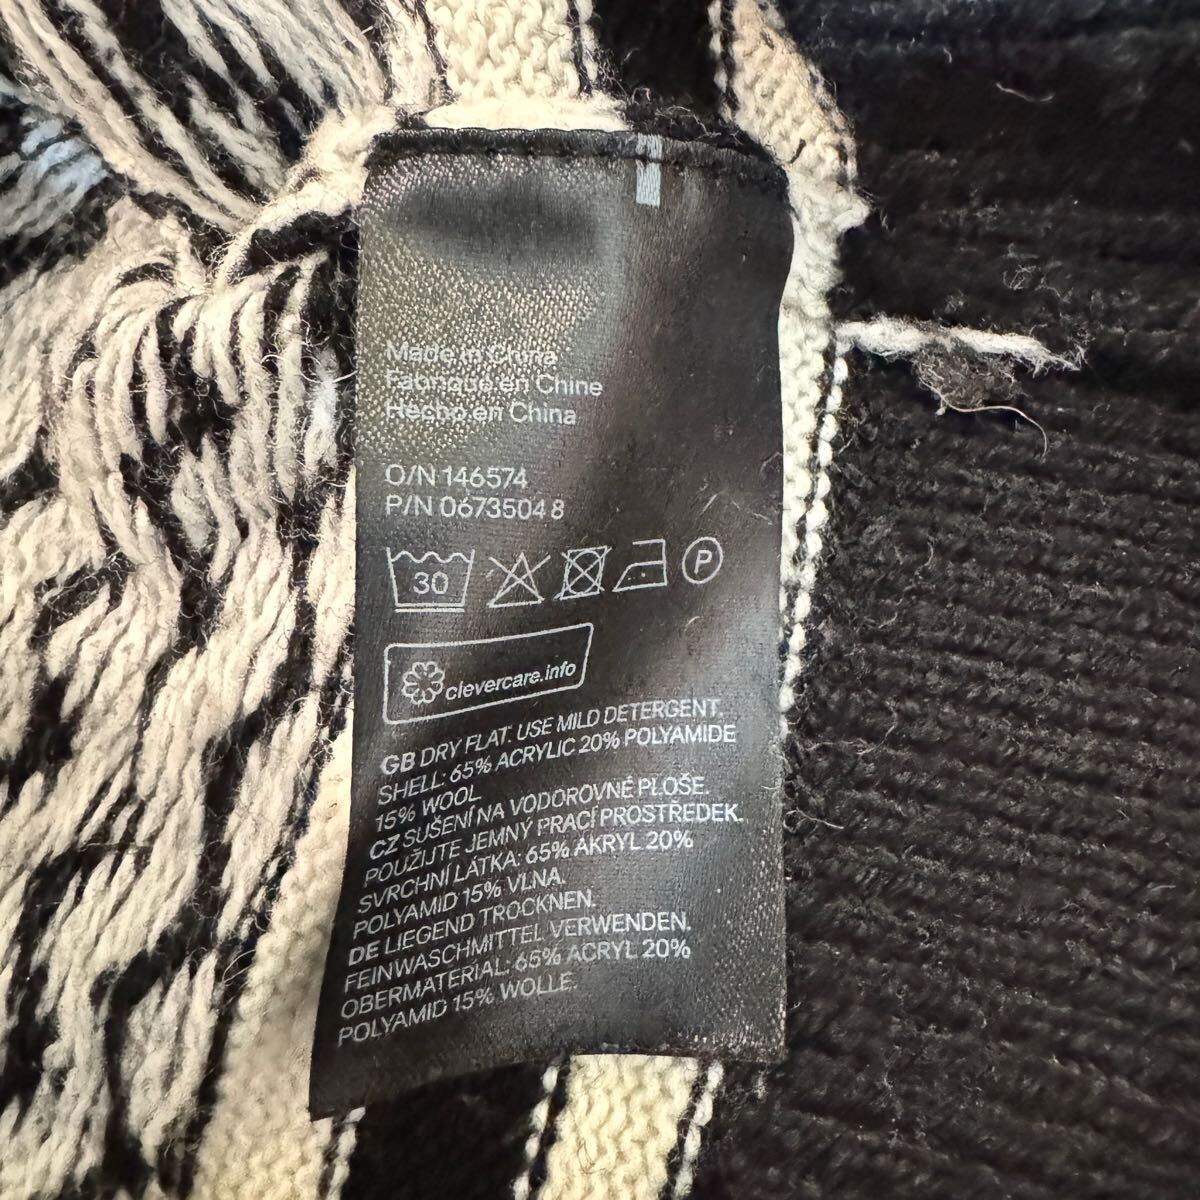 Made in China
Fabriqué en Chine
Hecho en China
O/N 146574
P/N 0673504 8
30
P
clevercare.info
GB DRY FLAT. USE MILD DETERGENT.
SHELL: 65% ACRYLIC 20% POLYAMIDE
15% WOOL
CZ SUŠENÍ NA VODOROVNÉ PLOŠE.
POUŽIJTE JEMNÝ PRACÍ PROSTŘEDEK.
SVRCHNÍ LÁTKA: 65% AKRYL 20%
POLYAMID 15% VLNA.
DE LIEGEND TROCKNEN.
FEINWASCHMITTEL VERWENDEN.
OBERMATERIAL: 65% ACRYL 20%
POLYAMID 15% WOLLE.